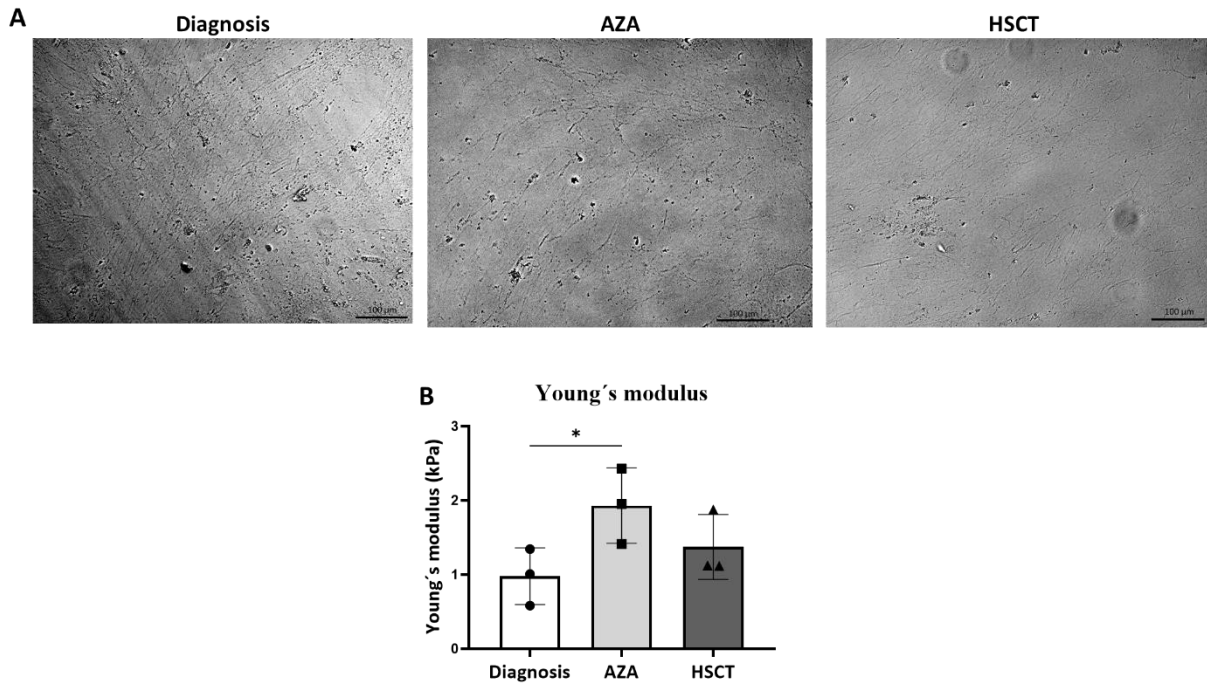 A
Diagnosis
AZA
HSCT
100 µm
100 µm
100 µm
B
Young´s modulus
Young´s modulus (kPa)
3
2
1
0
*
Diagnosis
AZA
HSCT